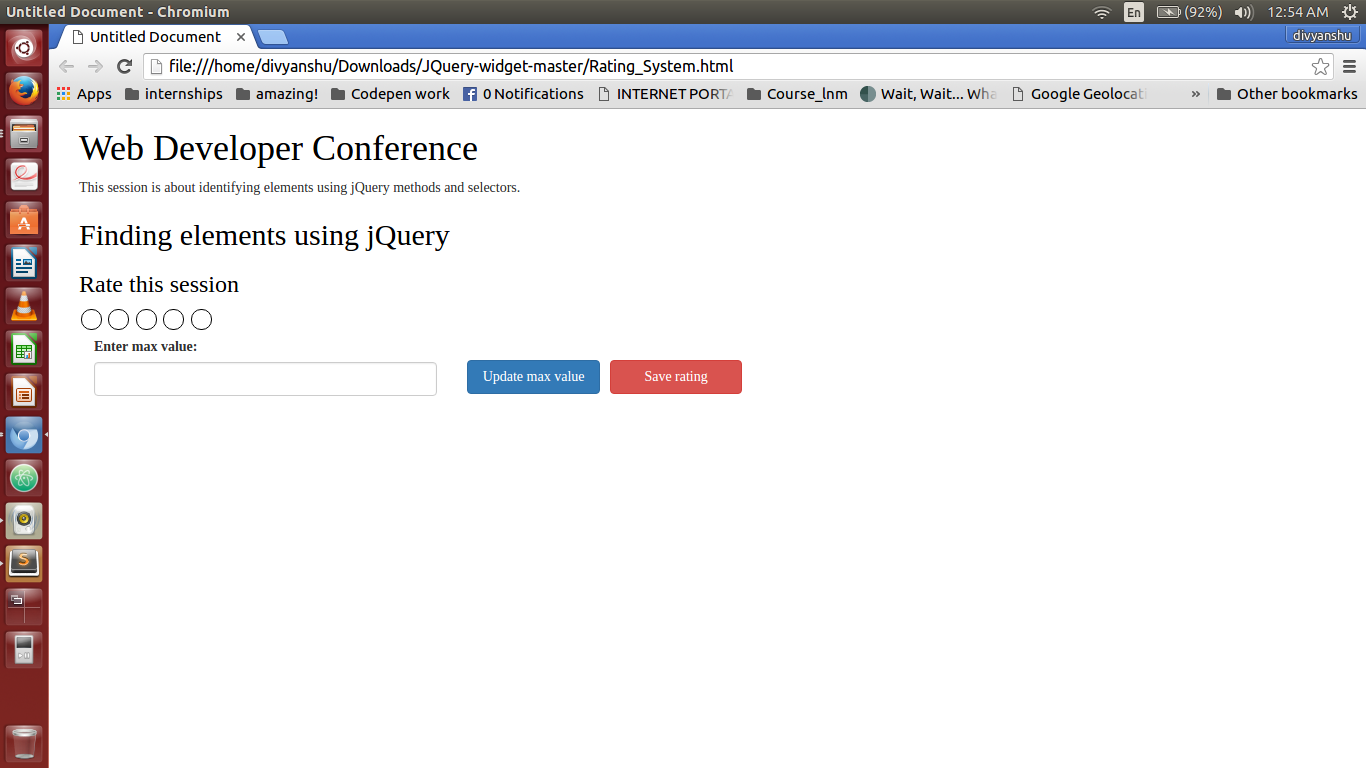 Untitled Document - Chromium
En
(92%)
12:54 AM
Untitled Document
divyanshu
file:///home/divyanshu/Downloads/JQuery-widget-master/Rating_System.html
Apps
internships
amazing!
Codepen work
0 Notifications
INTERNET PORTA
Course_lnm
Wait, Wait... Wha
Google Geolocati
»
Other bookmarks
Web Developer Conference
This session is about identifying elements using jQuery methods and selectors.
Finding elements using jQuery
Rate this session
Enter max value:
Update max value
Save rating